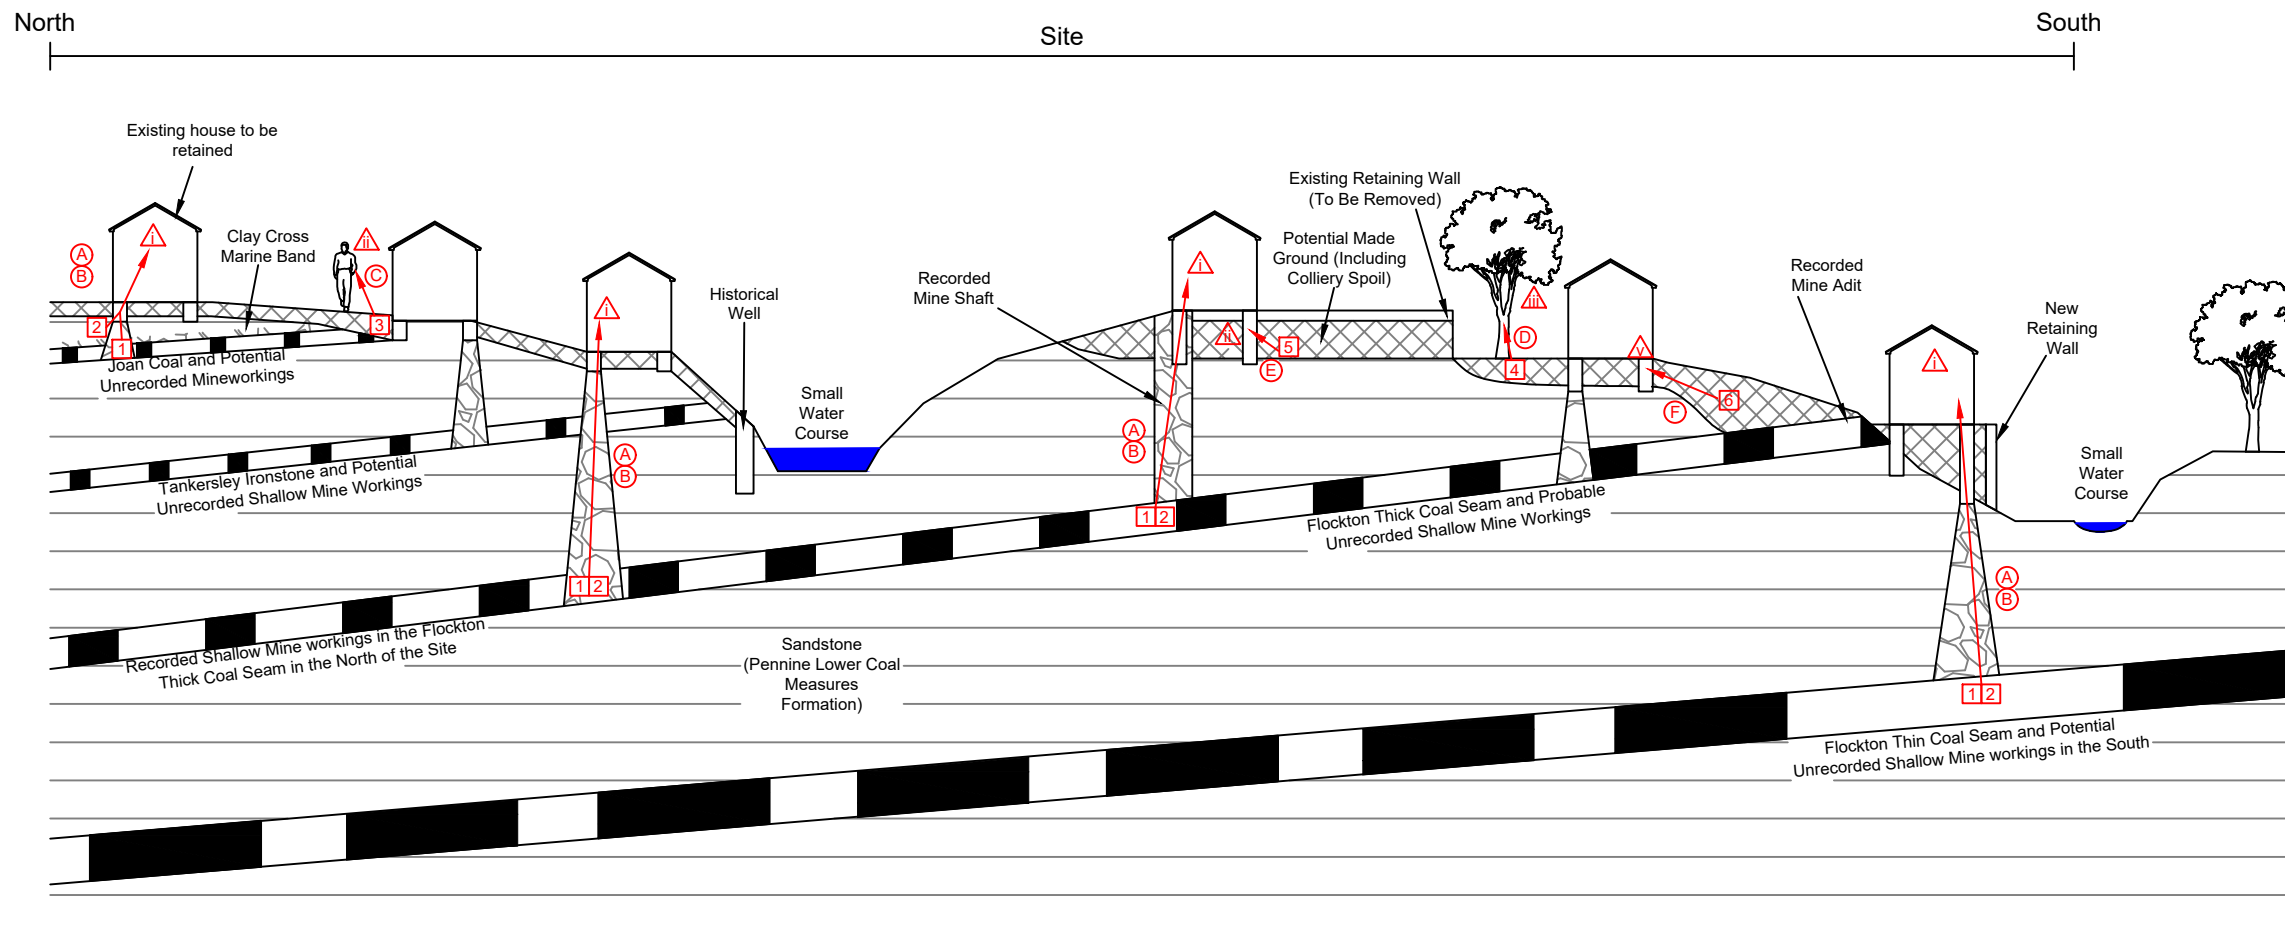 North
South
Site
Existing house to be
retained
Clay Cross
Marine Band
Existing Retaining Wall
(To Be Removed)
Potential Made
Ground (Including
Colliery Spoil)
Recorded
Mine Shaft
Historical
Well
Recorded
Mine Adit
New
Retaining
Wall
Small
Water
Course
Small
Water
Course
Joan Coal and Potential
Unrecorded Mineworkings
Tankersley Ironstone and Potential
Unrecorded Shallow Mine Workings
Flockton Thick Coal Seam and Probable
Unrecorded Shallow Mine Workings
Recorded Shallow Mine workings in the Flockton
Thick Coal Seam in the North of the Site
Sandstone
(Pennine Lower Coal
Measures
Formation)
Flockton Thin Coal Seam and Potential
Unrecorded Shallow Mine workings in the South
A
B
i
2
1
ii
C
3
i
A
B
1 2
i
ii
5
E
A
B
1 2
iii
D
4
v
6
F
i
A
B
1 2